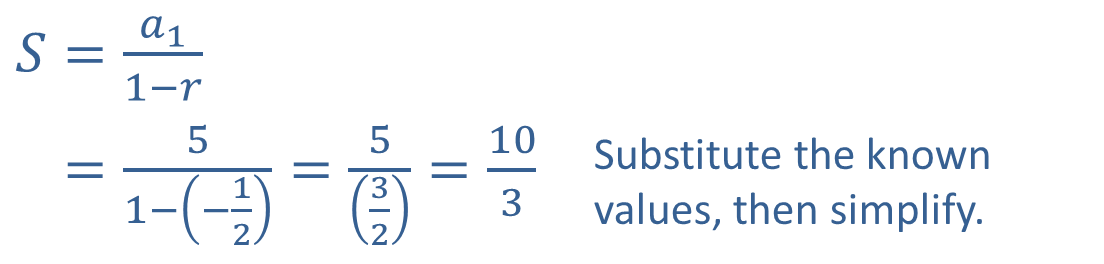 S = a₁/(1−r)
= 5/(1−(−1/2)) = 5/(3/2) = 10/3
Substitute the known
values, then simplify.